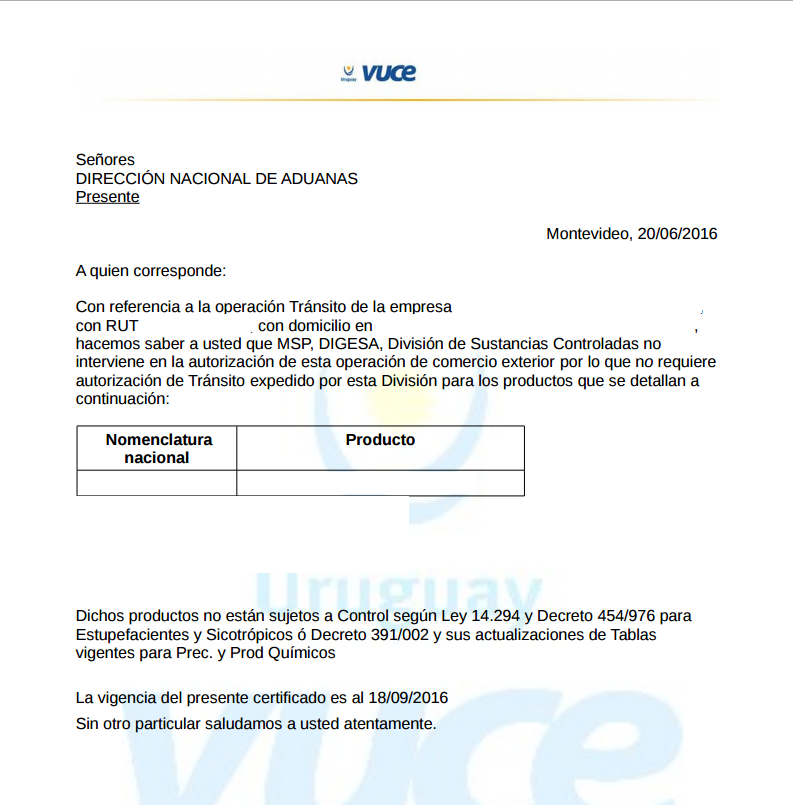 Uruguay vuce
Señores
DIRECCIÓN NACIONAL DE ADUANAS
Presente
Montevideo, 20/06/2016
A quien corresponde:
Con referencia a la operación Tránsito de la empresa ,
con RUT , con domicilio en ,
hacemos saber a usted que MSP, DIGESA, División de Sustancias Controladas no
interviene en la autorización de esta operación de comercio exterior por lo que no requiere
autorización de Tránsito expedido por esta División para los productos que se detallan a
continuación:
Nomenclatura
nacional
Producto
Uruguay
Dichos productos no están sujetos a Control según Ley 14.294 y Decreto 454/976 para
Estupefacientes y Sicotrópicos ó Decreto 391/002 y sus actualizaciones de Tablas
vigentes para Prec. y Prod Químicos
La vigencia del presente certificado es al 18/09/2016
Sin otro particular saludamos a usted atentamente.
vuce